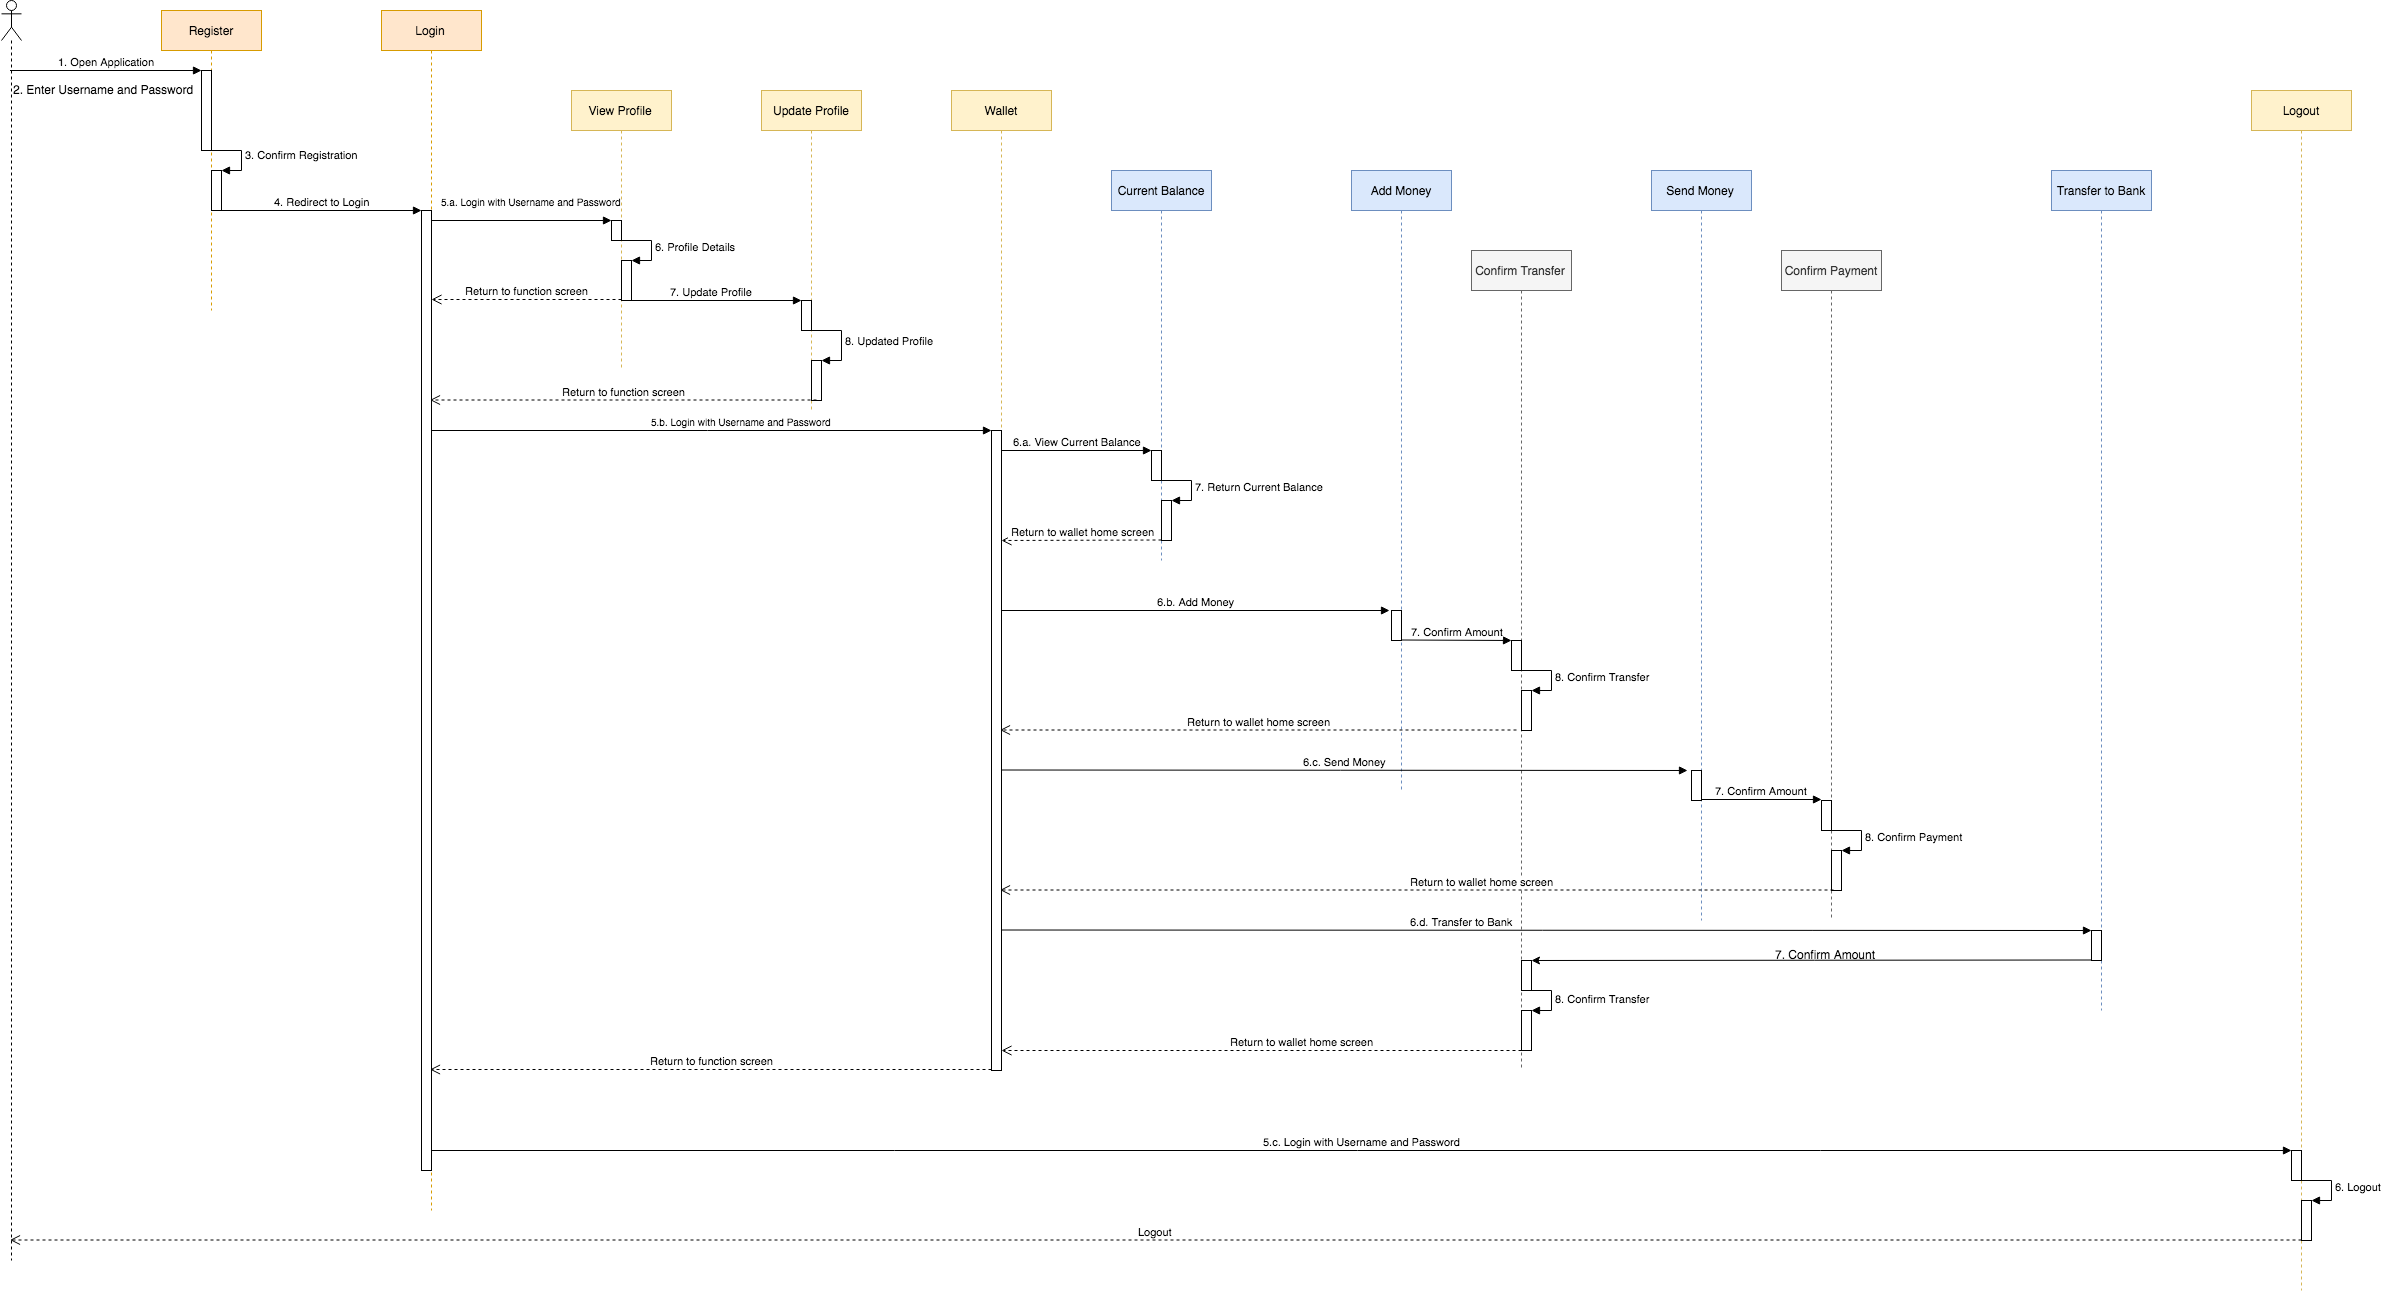 Register
Login
1. Open Application
2. Enter Username and Password
View Profile
Update Profile
Wallet
Logout
3. Confirm Registration
Current Balance
Add Money
Send Money
Transfer to Bank
4. Redirect to Login
5.a. Login with Username and Password
6. Profile Details
Confirm Transfer
Confirm Payment
Return to function screen
7. Update Profile
8. Updated Profile
Return to function screen
5.b. Login with Username and Password
6.a. View Current Balance
7. Return Current Balance
Return to wallet home screen
6.b. Add Money
7. Confirm Amount
8. Confirm Transfer
Return to wallet home screen
6.c. Send Money
7. Confirm Amount
8. Confirm Payment
Return to wallet home screen
6.d. Transfer to Bank
7. Confirm Amount
8. Confirm Transfer
Return to wallet home screen
Return to function screen
5.c. Login with Username and Password
6. Logout
Logout